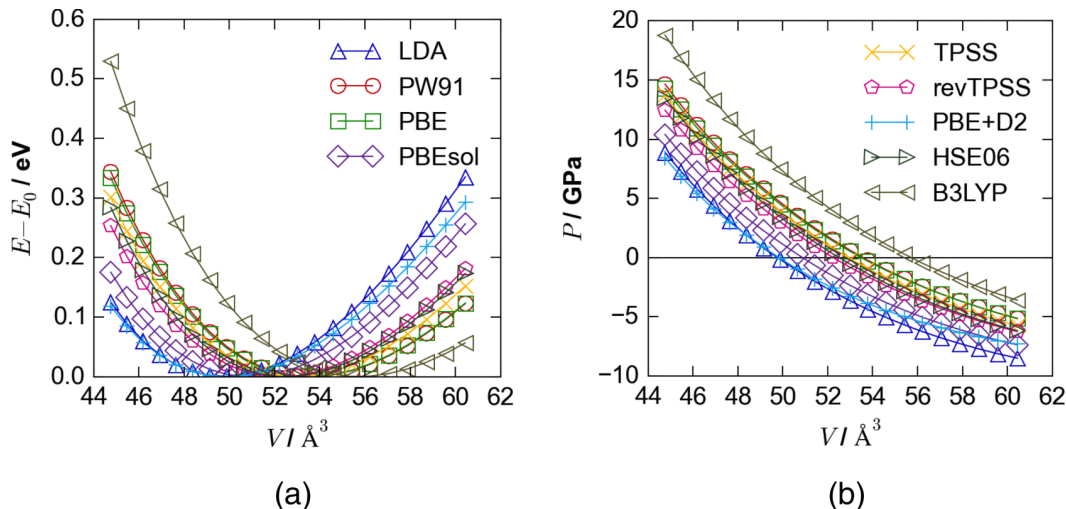 0.6
0.5
0.4
0.3
0.2
0.1
0.0
E−E₀ / eV
LDA
PW91
PBE
PBEsol
44 46 48 50 52 54 56 58 60 62
V / Å³
(a)
20
15
10
5
0
−5
−10
P / GPa
TPSS
revTPSS
PBE+D2
HSE06
B3LYP
44 46 48 50 52 54 56 58 60 62
V / Å³
(b)